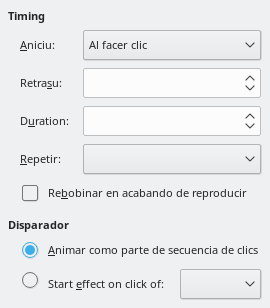 Timing
Aniciu:
Al facer clic
Retrasu:
Duration:
Repetir:
Rebobinar en acabando de reproducir
Disparador
Animar como parte de secuencia de clics
Start effect on click of: